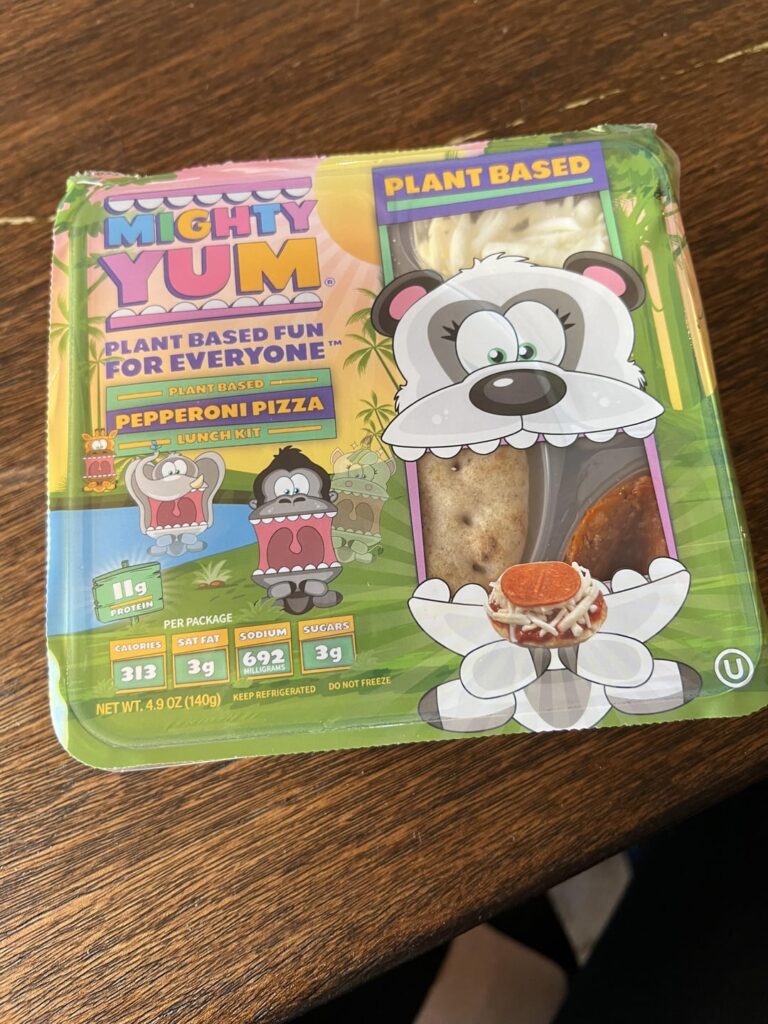 MIGHTY
YUM®
PLANT BASED FUN
FOR EVERYONE™
PLANT BASED
PEPPERONI PIZZA
LUNCH KIT
PLANT BASED
11g
PROTEIN
PER PACKAGE
CALORIES
313
SAT FAT
3g
SODIUM
692
MILLIGRAMS
SUGARS
3g
NET WT. 4.9 OZ (140g)
KEEP REFRIGERATED
DO NOT FREEZE
U